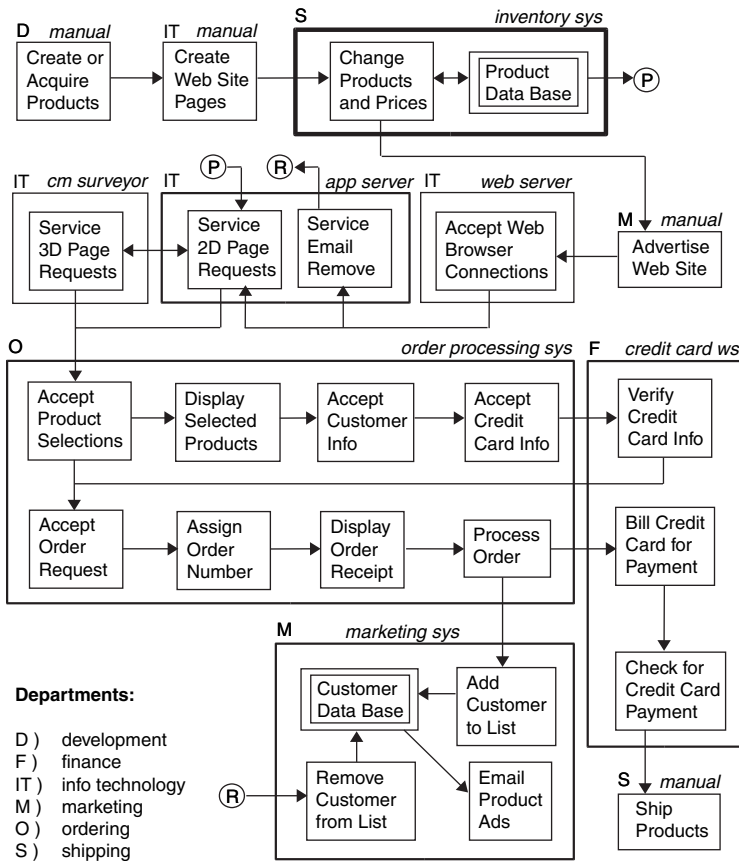 D manual
Create or
Acquire
Products
IT manual
Create
Web Site
Pages
S inventory sys
Change
Products
and Prices
Product
Data Base
P
IT cm surveyor
Service
3D Page
Requests
P
R
IT app server
Service
2D Page
Requests
Service
Email
Remove
IT web server
Accept Web
Browser
Connections
M manual
Advertise
Web Site
O order processing sys
Accept
Product
Selections
Display
Selected
Products
Accept
Customer
Info
Accept
Credit
Card Info
F credit card ws
Verify
Credit
Card Info
Accept
Order
Request
Assign
Order
Number
Display
Order
Receipt
Process
Order
Bill Credit
Card for
Payment
M marketing sys
Customer
Data Base
Add
Customer
to List
Check for
Credit Card
Payment
R
Remove
Customer
from List
Email
Product
Ads
S manual
Ship
Products
Departments:
D ) development
F ) finance
IT ) info technology
M ) marketing
O ) ordering
S ) shipping